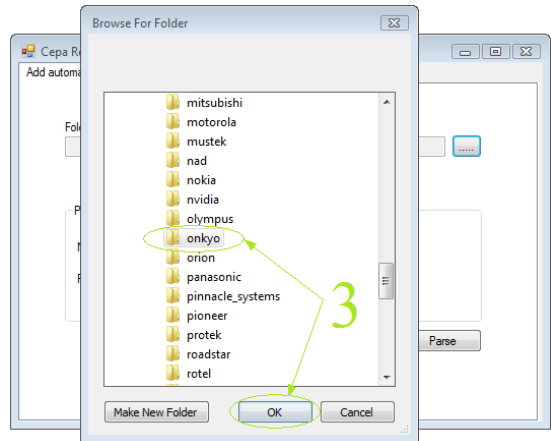 Browse For Folder
Cepa R
Add automa
Fol
.....
P
N
F
mitsubishi
motorola
mustek
nad
nokia
nvidia
olympus
onkyo
orion
panasonic
pinnacle_systems
pioneer
protek
roadstar
rotel
3
Parse
Make New Folder
OK
Cancel